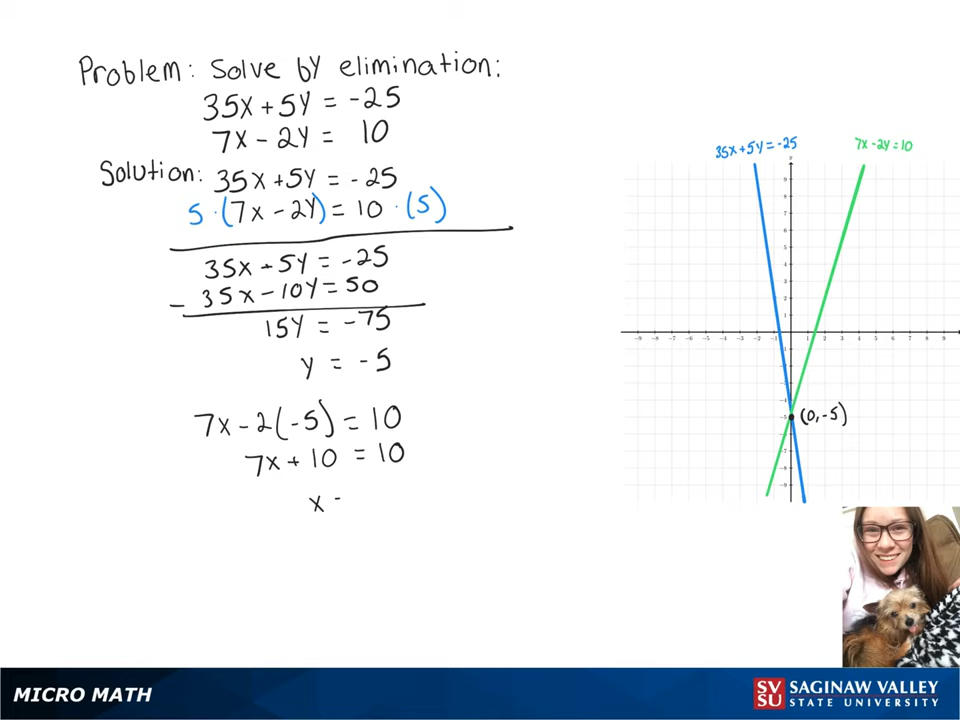 Problem: Solve by elimination:
35x + 5y = -25
7x - 2y = 10
Solution: 35x + 5y = -25
5 · (7x - 2y) = 10 · (5)
35x + 5y = -25
- 35x - 10y = 50
15y = -75
y = -5
7x - 2(-5) = 10
7x + 10 = 10
x -
35x + 5y = -25
7x - 2y = 10
(0, -5)
MICRO MATH
SV
SU
SAGINAW VALLEY
STATE UNIVERSITY